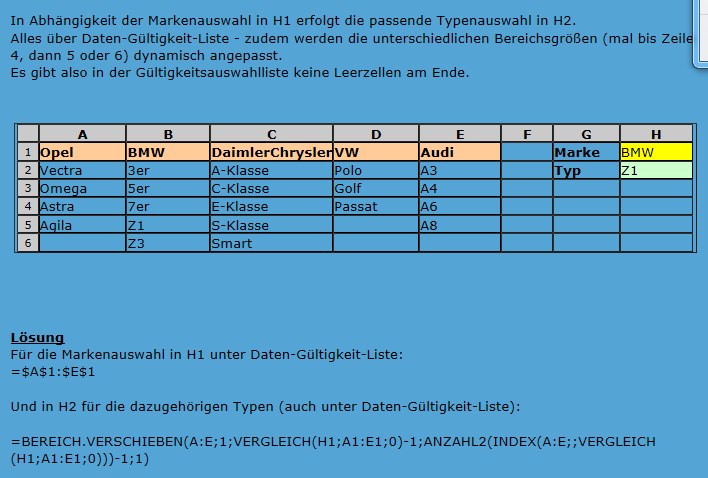 In Abhängigkeit der Markenauswahl in H1 erfolgt die passende Typenauswahl in H2.
Alles über Daten-Gültigkeit-Liste - zudem werden die unterschiedlichen Bereichsgrößen (mal bis Zeile
4, dann 5 oder 6) dynamisch angepasst.
Es gibt also in der Gültigkeitsauswahlliste keine Leerzellen am Ende.
A B C D E F G H
1 Opel BMW DaimlerChrysler VW Audi Marke BMW
2 Vectra 3er A-Klasse Polo A3 Typ Z1
3 Omega 5er C-Klasse Golf A4
4 Astra 7er E-Klasse Passat A6
5 Agila Z1 S-Klasse A8
6 Z3 Smart
Lösung
Für die Markenauswahl in H1 unter Daten-Gültigkeit-Liste:
=$A$1:$E$1
Und in H2 für die dazugehörigen Typen (auch unter Daten-Gültigkeit-Liste):
=BEREICH.VERSCHIEBEN(A:E;1;VERGLEICH(H1;A1:E1;0)-1;ANZAHL2(INDEX(A:E;;VERGLEICH
(H1;A1:E1;0)))-1;1)